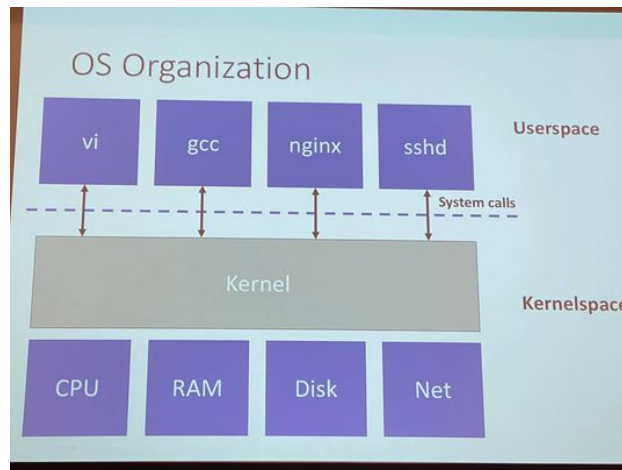 OS Organization
Userspace
vi
gcc
nginx
sshd
System calls
Kernel
Kernelspace
CPU
RAM
Disk
Net